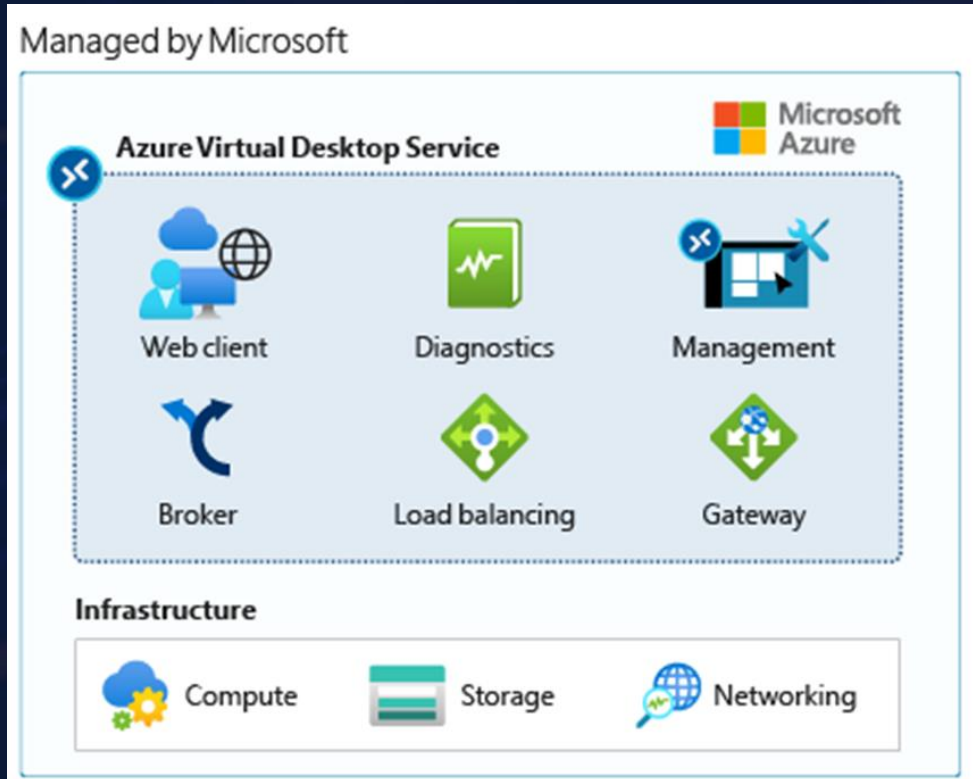 Managed by Microsoft
Microsoft
Azure
Azure Virtual Desktop Service
Web client
Diagnostics
Management
Broker
Load balancing
Gateway
Infrastructure
Compute
Storage
Networking